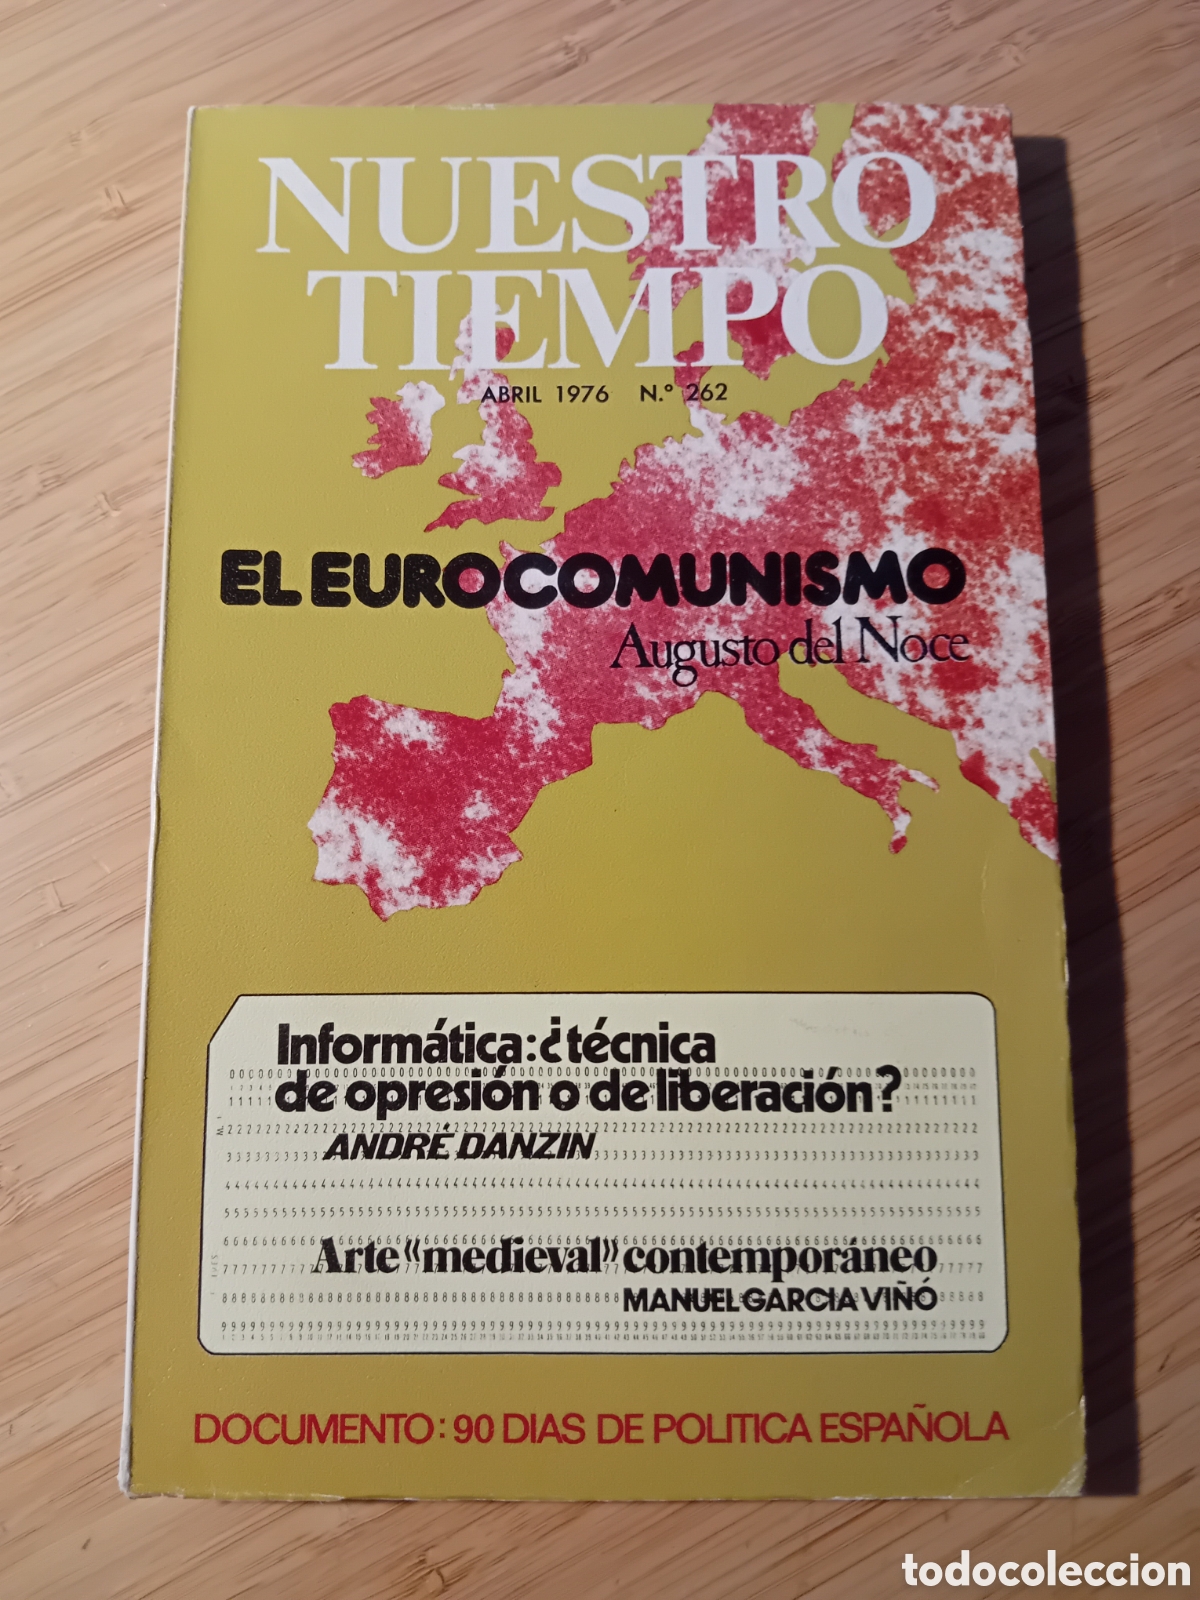 NUESTRO
TIEMPO
ABRIL 1976 N.º 262
EL EUROCOMUNISMO
Augusto del Noce
Informática: ¿técnica
de opresión o de liberación?
ANDRÉ DANZIN
Arte «medieval» contemporáneo
MANUEL GARCIA VIÑÓ
DOCUMENTO: 90 DIAS DE POLITICA ESPAÑOLA
todocoleccion